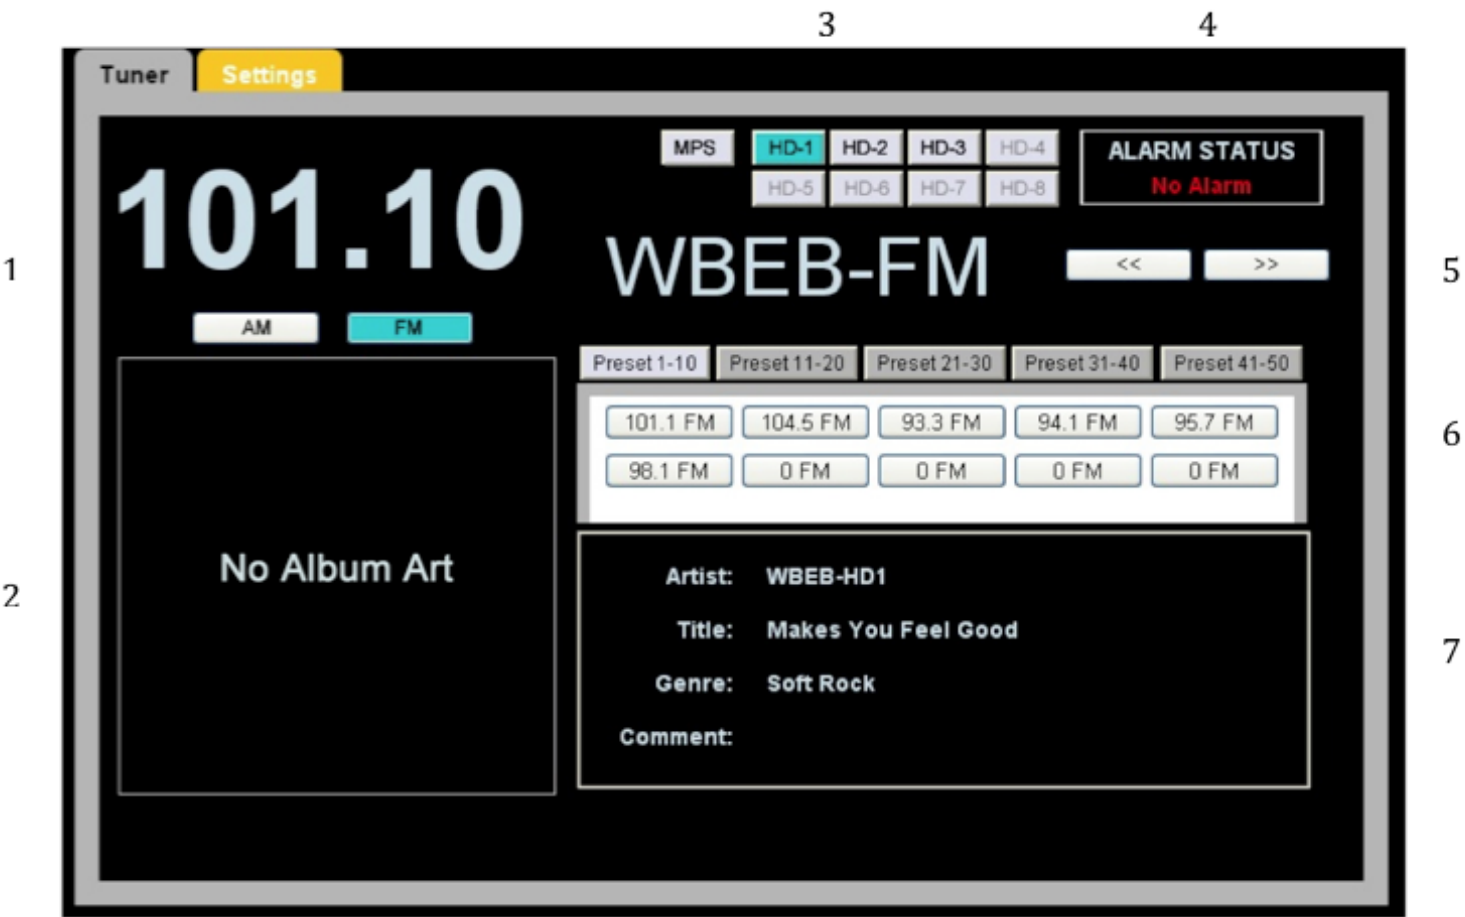 3 4
Tuner Settings
MPS HD-1 HD-2 HD-3 HD-4 ALARM STATUS
HD-5 HD-6 HD-7 HD-8 No Alarm
101.10
WBEB-FM << >>
1 5
AM FM
Preset 1-10 Preset 11-20 Preset 21-30 Preset 31-40 Preset 41-50
101.1 FM 104.5 FM 93.3 FM 94.1 FM 95.7 FM
6
98.1 FM 0 FM 0 FM 0 FM 0 FM
No Album Art
2
Artist: WBEB-HD1
Title: Makes You Feel Good
7
Genre: Soft Rock
Comment: